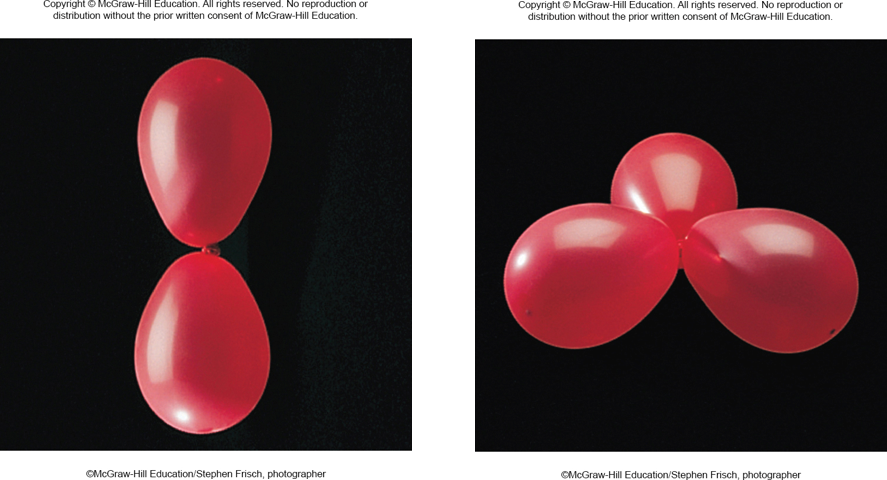 Copyright © McGraw-Hill Education. All rights reserved. No reproduction or
distribution without the prior written consent of McGraw-Hill Education.
Copyright © McGraw-Hill Education. All rights reserved. No reproduction or
distribution without the prior written consent of McGraw-Hill Education.
©McGraw-Hill Education/Stephen Frisch, photographer
©McGraw-Hill Education/Stephen Frisch, photographer